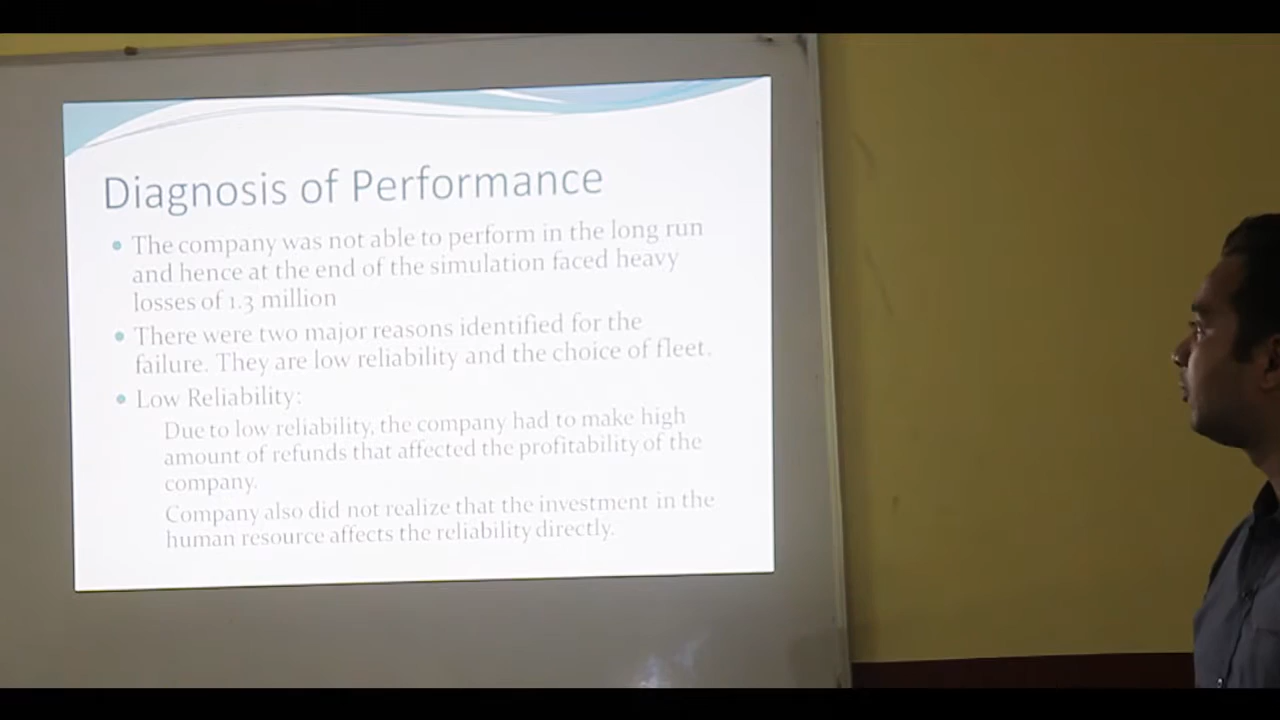 Diagnosis of Performance
The company was not able to perform in the long run
and hence at the end of the simulation faced heavy
losses of 1.3 million
There were two major reasons identified for the
failure. They are low reliability and the choice of fleet.
Low Reliability:
Due to low reliability, the company had to make high
amount of refunds that affected the profitability of the
company.
Company also did not realize that the investment in the
human resource affects the reliability directly.